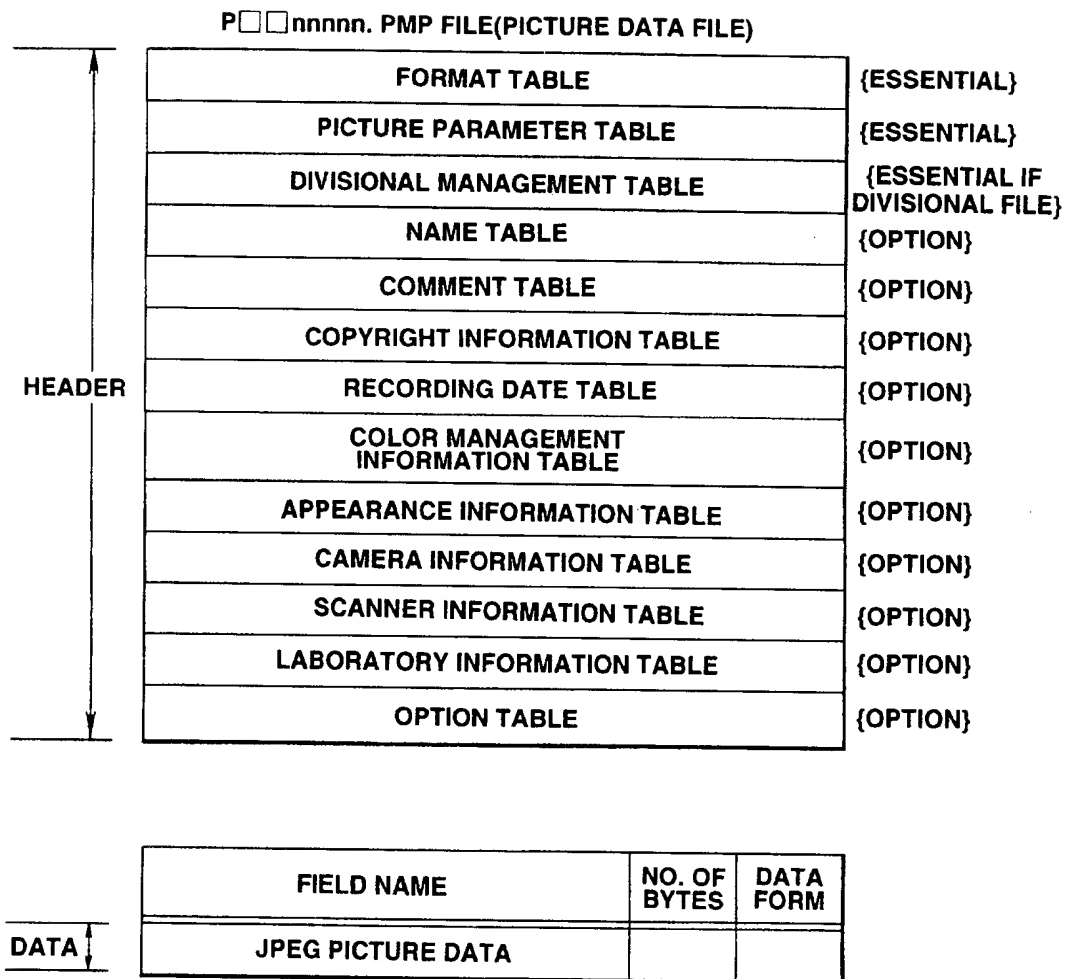 P□□nnnnn. PMP FILE(PICTURE DATA FILE)
FORMAT TABLE {ESSENTIAL}
PICTURE PARAMETER TABLE {ESSENTIAL}
DIVISIONAL MANAGEMENT TABLE {ESSENTIAL IF
DIVISIONAL FILE}
NAME TABLE {OPTION}
COMMENT TABLE {OPTION}
COPYRIGHT INFORMATION TABLE {OPTION}
HEADER RECORDING DATE TABLE {OPTION}
COLOR MANAGEMENT
INFORMATION TABLE {OPTION}
APPEARANCE INFORMATION TABLE {OPTION}
CAMERA INFORMATION TABLE {OPTION}
SCANNER INFORMATION TABLE {OPTION}
LABORATORY INFORMATION TABLE {OPTION}
OPTION TABLE {OPTION}
FIELD NAME NO. OF BYTES DATA FORM
DATA JPEG PICTURE DATA